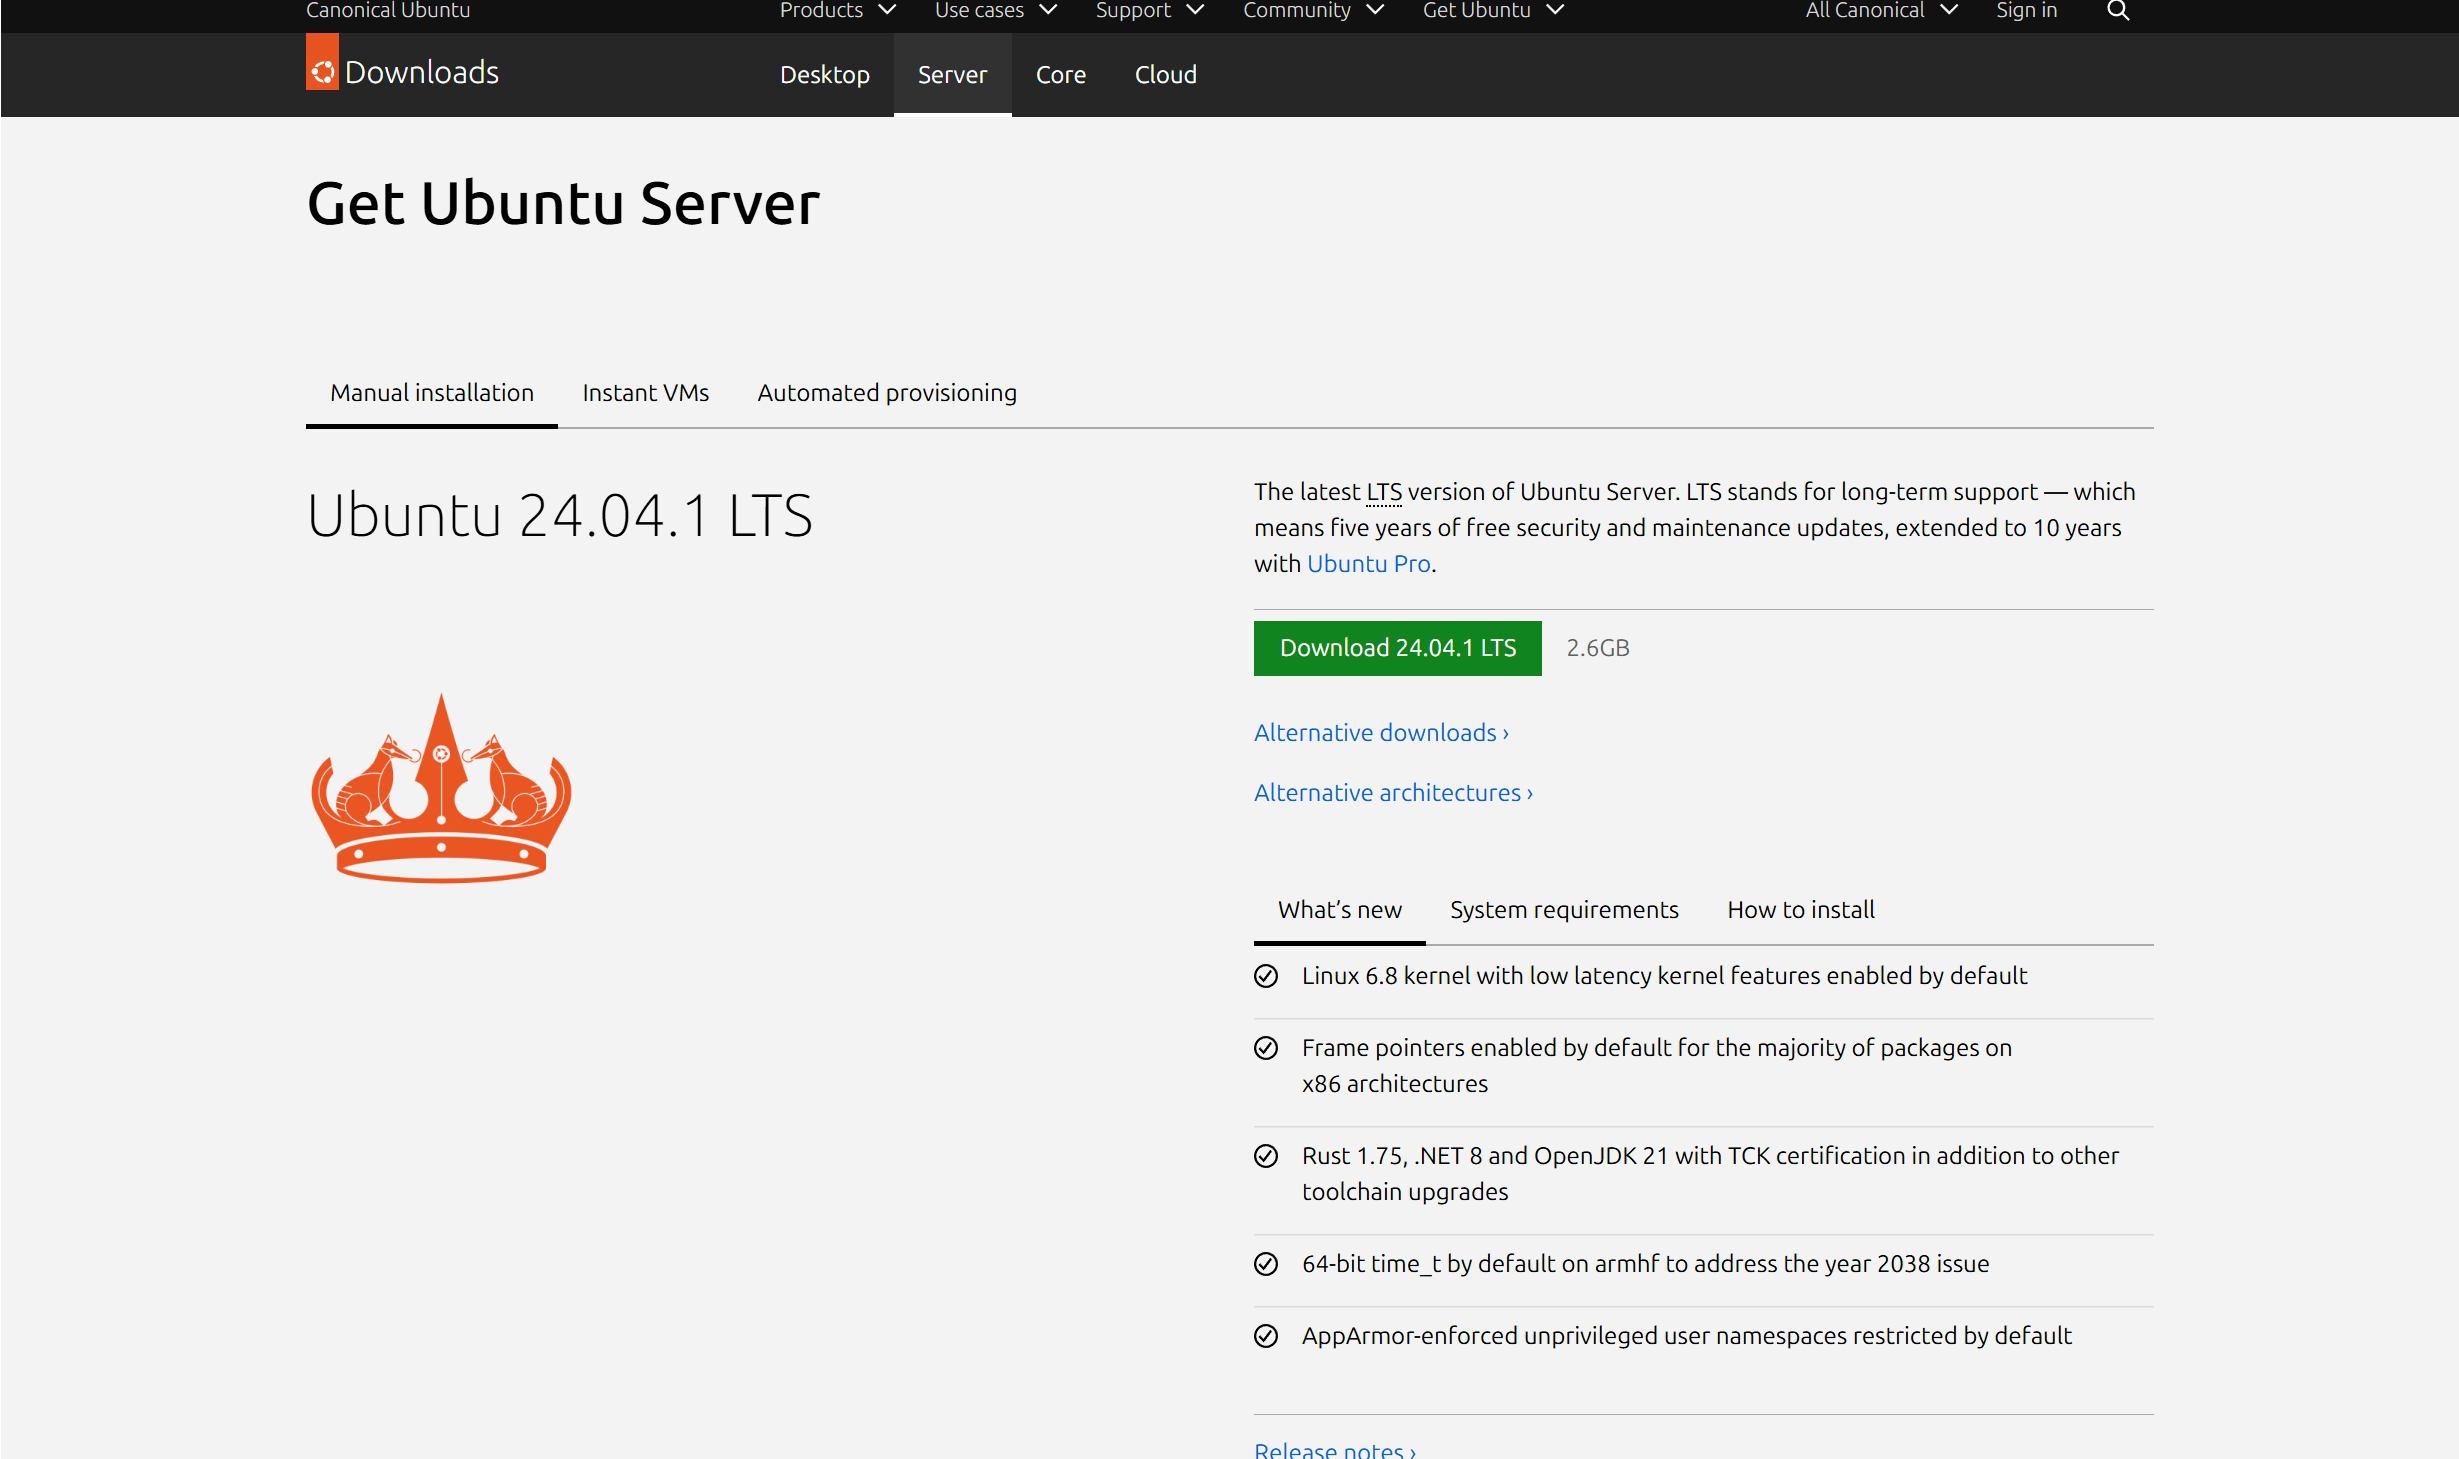 Canonical Ubuntu
Products
Use cases
Support
Community
Get Ubuntu
All Canonical
Sign in
Downloads
Desktop
Server
Core
Cloud
Get Ubuntu Server
Manual installation
Instant VMs
Automated provisioning
Ubuntu 24.04.1 LTS
The latest LTS version of Ubuntu Server. LTS stands for long-term support — which
means five years of free security and maintenance updates, extended to 10 years
with Ubuntu Pro.
Download 24.04.1 LTS
2.6GB
Alternative downloads ›
Alternative architectures ›
What’s new
System requirements
How to install
Linux 6.8 kernel with low latency kernel features enabled by default
Frame pointers enabled by default for the majority of packages on
x86 architectures
Rust 1.75, .NET 8 and OpenJDK 21 with TCK certification in addition to other
toolchain upgrades
64-bit time_t by default on armhf to address the year 2038 issue
AppArmor-enforced unprivileged user namespaces restricted by default
Release notes ›